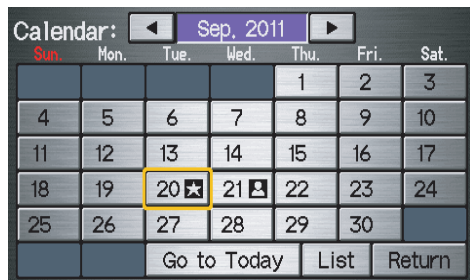 Calendar: Sep. 2011
Sun. Mon. Tue. Wed. Thu. Fri. Sat.
1 2 3
4 5 6 7 8 9 10
11 12 13 14 15 16 17
18 19 20 21 22 23 24
25 26 27 28 29 30
Go to Today List Return